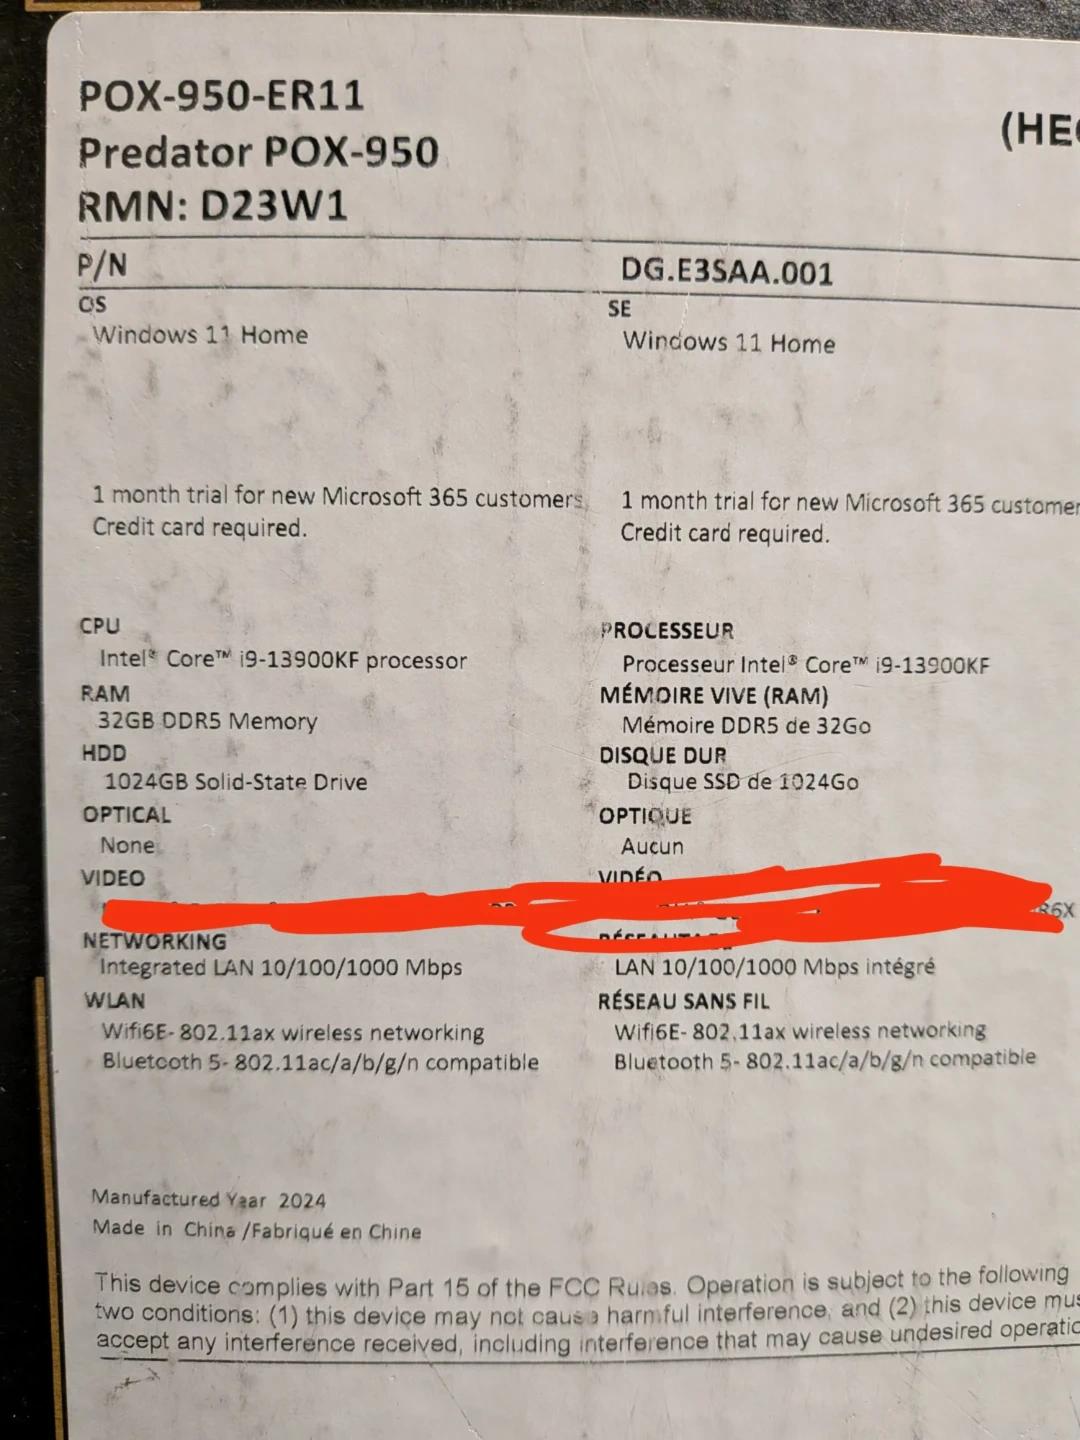 POX-950-ER11
Predator POX-950
RMN: D23W1
(HE
P/N
DG.E3SAA.001
OS
Windows 11 Home
SE
Windows 11 Home
1 month trial for new Microsoft 365 customers,
Credit card required.
1 month trial for new Microsoft 365 customer
Credit card required.
CPU
Intel® Core™ i9-13900KF processor
RAM
32GB DDR5 Memory
HDD
1024GB Solid-State Drive
OPTICAL
None
VIDEO
NETWORKING
Integrated LAN 10/100/1000 Mbps
WLAN
Wifi6E- 802.11ax wireless networking
Bluetooth 5- 802.11ac/a/b/g/n compatible
PROCESSEUR
Processeur Intel® Core™ i9-13900KF
MÉMOIRE VIVE (RAM)
Mémoire DDR5 de 32Go
DISQUE DUR
Disque SSD de 1024Go
OPTIQUE
Aucun
VIDÉO
R6X
LAN 10/100/1000 Mbps intégré
RÉSEAU SANS FIL
Wifi6E- 802.11ax wireless networking
Bluetooth 5- 802.11ac/a/b/g/n compatible
Manufactured Year 2024
Made in China /Fabriqué en Chine
This device complies with Part 15 of the FCC Rules. Operation is subject to the following
two conditions: (1) this device may not cause harmful interference, and (2) this device mus
accept any interference received, including interference that may cause undesired operatio